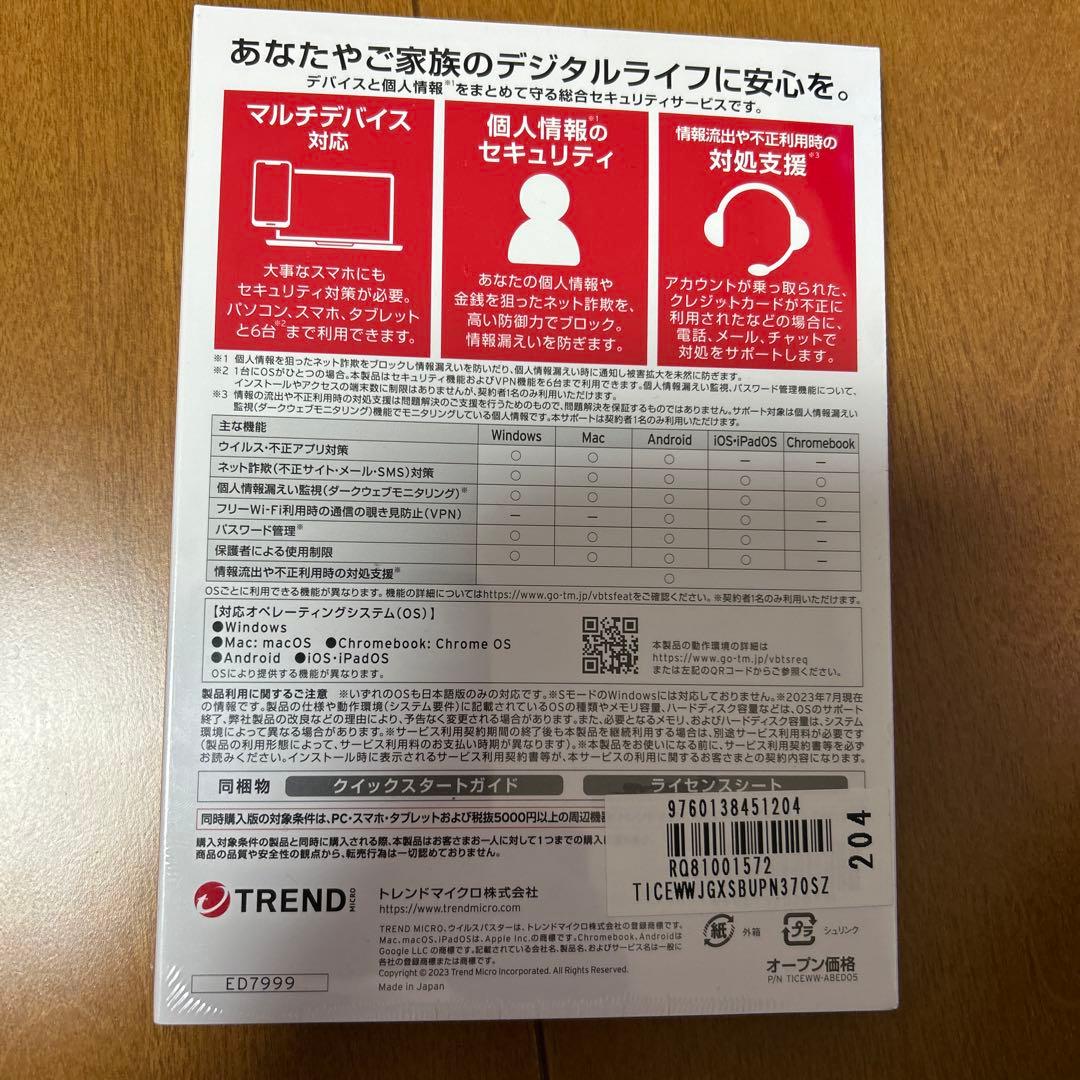 あなたやご家族のデジタルライフに安心を。
デバイスと個人情報※1をまとめて守る総合セキュリティサービスです。
マルチデバイス
対応
大事なスマホにも
セキュリティ対策が必要。
パソコン、スマホ、タブレット
と6台※2まで利用できます。
個人情報の※1
セキュリティ
あなたの個人情報や
金銭を狙ったネット詐欺を、
高い防御力でブロック。
情報漏えいを防ぎます。
情報流出や不正利用時の
対処支援※3
アカウントが乗っ取られた、
クレジットカードが不正に
利用されたなどの場合に、
電話、メール、チャットで
対処をサポートします。
※1 個人情報を狙ったネット詐欺をブロックし情報漏えいを防いだり、個人情報漏えい時に通知し被害拡大を未然に防ぎます。
※2 1台にOSがひとつの場合。本製品はセキュリティ機能およびVPN機能を6台まで利用できます。個人情報漏えい監視、パスワード管理機能について、
インストールやアクセスの端末数に制限はありませんが、契約者1名のみ利用いただけます。
※3 情報の流出や不正利用時の対処支援は問題解決のご支援を行うためのもので、問題解決を保証するものではありません。サポート対象は個人情報漏えい
監視(ダークウェブモニタリング)機能でモニタリングしている個人情報です。本サポートは契約者1名のみ利用いただけます。
主な機能 Windows Mac Android iOS・iPadOS Chromebook
ウイルス・不正アプリ対策 ○ ○ ○ — —
ネット詐欺(不正サイト・メール・SMS)対策 ○ ○ ○ ○ ○
個人情報漏えい監視(ダークウェブモニタリング)※ ○ ○ ○ ○ ○
フリーWi-Fi利用時の通信の覗き見防止(VPN) — — ○ ○ —
パスワード管理※ ○ ○ ○ ○ —
保護者による使用制限 ○ ○ ○ ○ —
情報流出や不正利用時の対処支援※ ○
OSごとに利用できる機能が異なります。機能の詳細についてはhttps://www.go-tm.jp/vbtsfeatをご確認ください。※契約者1名のみ利用いただけます。
【対応オペレーティングシステム(OS)】
●Windows
●Mac: macOS ●Chromebook: Chrome OS
●Android ●iOS・iPadOS
OSにより提供する機能が異なります。
本製品の動作環境の詳細は
https://www.go-tm.jp/vbtsreq
または左記のQRコードからご参照ください。
製品利用に関するご注意 ※いずれのOSも日本語版のみの対応です。※SモードのWindowsには対応しておりません。※2023年7月現在
の情報です。製品の仕様や動作環境(システム要件)に記載されているOSの種類やメモリ容量、ハードディスク容量などは、OSのサポート
終了、弊社製品の改良などの理由により、予告なく変更される場合があります。また、必要となるメモリ、およびハードディスク容量は、システム
環境によって異なる場合があります。※サービス利用契約期間の終了後も本製品を継続利用する場合は、別途サービス利用料が必要です
(製品の利用形態によって、サービス利用料のお支払い時期が異なります)。※本製品をお使いになる前に、サービス利用契約書等を必ず
お読みください。インストール時に表示されるサービス利用契約書等が、本サービスの利用に関するお客さまとの契約内容になります。
同梱物 クイックスタートガイド ライセンスシート
同時購入版の対象条件は、PC・スマホ・タブレットおよび税抜5000円以上の周辺機
購入対象条件の製品と同時に購入される際、本製品はお客さまお一人に対して1つまでの購
商品の品質や安全性の観点から、転売行為は一切認めておりません。
9760138451204
RQ81001572
TICEWWJGXSBUPN370SZ
204
TREND MICRO
トレンドマイクロ株式会社
https://www.trendmicro.com
TREND MICRO、ウイルスバスターは、トレンドマイクロ株式会社の登録商標です。
Mac、macOS、iPadOSは、Apple Inc.の商標です。Chromebook、Androidは
Google LLC の商標です。記載されている会社名、製品名、およびサービス名は一般に
各社の登録商標または商標です。
Copyright © 2023 Trend Micro Incorporated. All Rights Reserved.
Made in Japan
紙 外箱
プラ シュリンク
オープン価格
P/N TICEWW-ABED05
ED7999